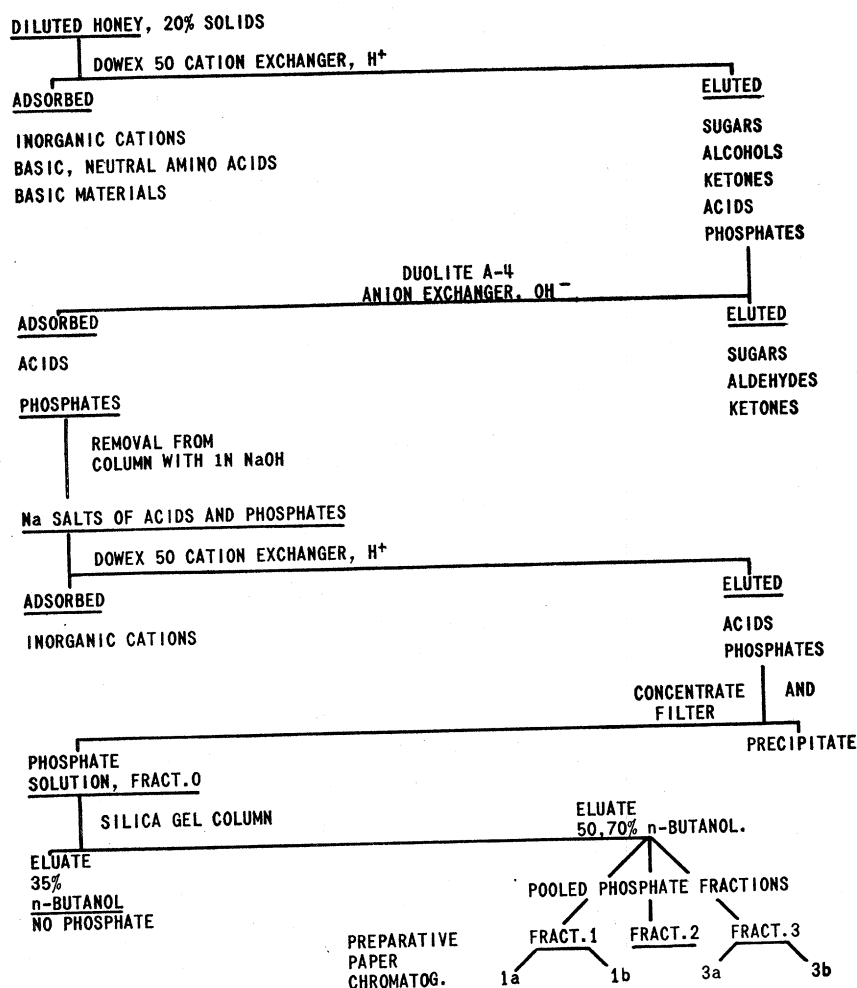 DILUTED HONEY, 20% SOLIDS
DOWEX 50 CATION EXCHANGER, H+
ADSORBED
INORGANIC CATIONS
BASIC, NEUTRAL AMINO ACIDS
BASIC MATERIALS
ELUTED
SUGARS
ALCOHOLS
KETONES
ACIDS
PHOSPHATES
DUOLITE A-4
ANION EXCHANGER. OH−
ADSORBED
ACIDS
PHOSPHATES
ELUTED
SUGARS
ALDEHYDES
KETONES
REMOVAL FROM
COLUMN WITH 1N NaOH
Na SALTS OF ACIDS AND PHOSPHATES
DOWEX 50 CATION EXCHANGER, H+
ADSORBED
INORGANIC CATIONS
ELUTED
ACIDS
PHOSPHATES
CONCENTRATE AND
FILTER
PHOSPHATE
SOLUTION, FRACT.0
PRECIPITATE
SILICA GEL COLUMN
ELUATE
35%
n-BUTANOL
NO PHOSPHATE
ELUATE
50,70% n-BUTANOL.
POOLED PHOSPHATE FRACTIONS
PREPARATIVE
PAPER
CHROMATOG.
FRACT.1 FRACT.2 FRACT.3
1a 1b 3a 3b